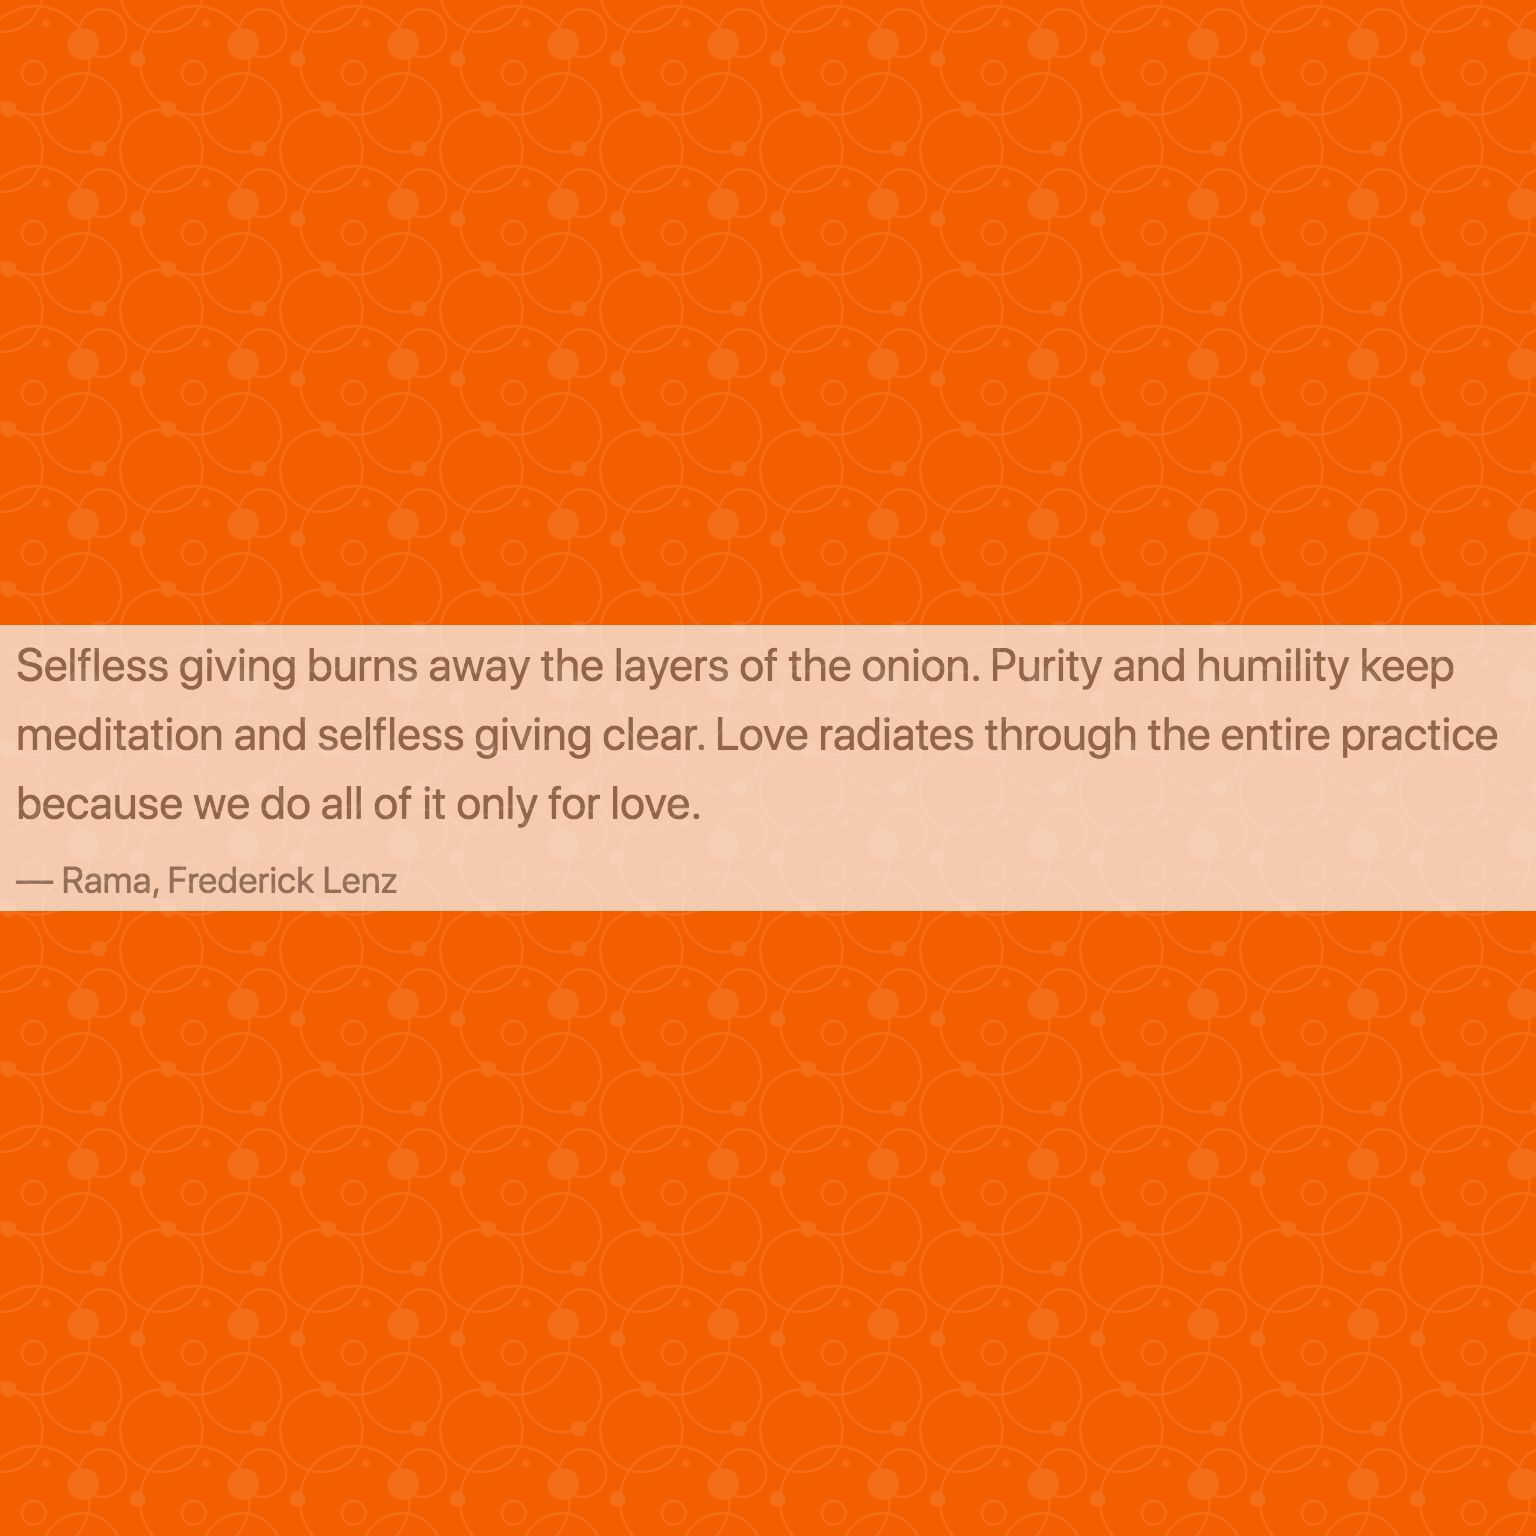 Selfless giving burns away the layers of the onion. Purity and humility keep
meditation and selfless giving clear. Love radiates through the entire practice
because we do all of it only for love.
— Rama, Frederick Lenz